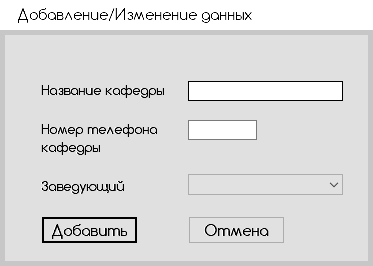 Добавление/Изменение данных
Название кафедры
Номер телефона
кафедры
Заведующий
Добавить Отмена